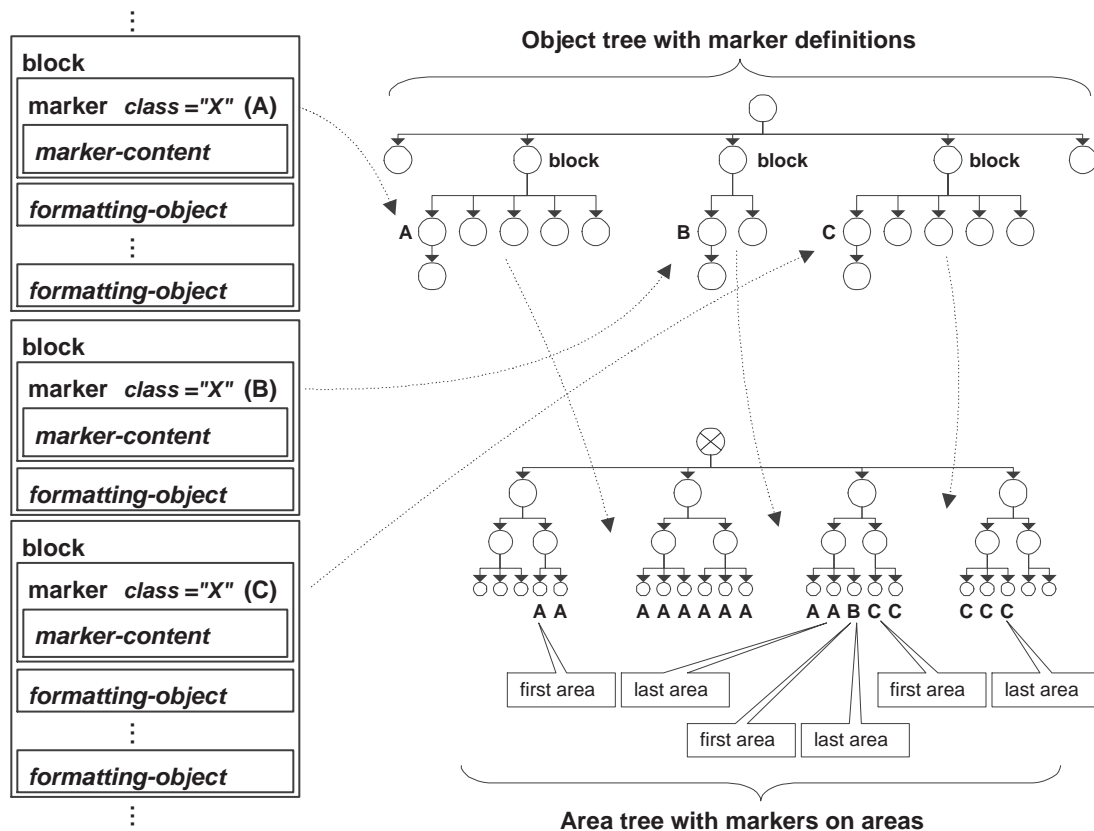 ⋮
block
marker class ="X" (A)
marker-content
formatting-object
⋮
formatting-object
block
marker class ="X" (B)
marker-content
formatting-object
block
marker class ="X" (C)
marker-content
formatting-object
⋮
formatting-object
⋮
Object tree with marker definitions
block block block
A B C
A A A A A A A A A A B C C C C C
first area last area first area last area
first area last area
Area tree with markers on areas